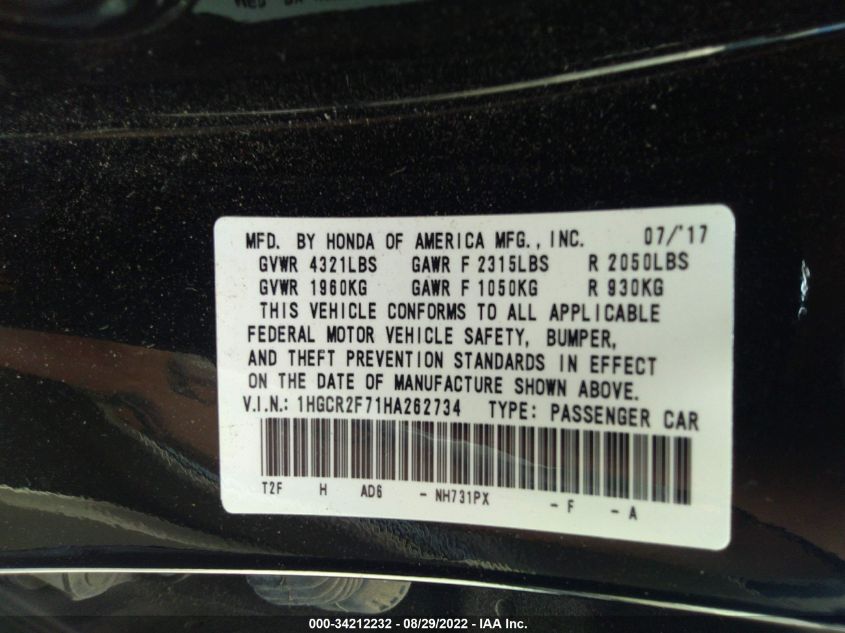 MFD. BY HONDA OF AMERICA MFG., INC. 07/'17
GVWR 4321LBS GAWR F 2315LBS R 2050LBS
GVWR 1960KG GAWR F 1050KG R 930KG
THIS VEHICLE CONFORMS TO ALL APPLICABLE
FEDERAL MOTOR VEHICLE SAFETY, BUMPER,
AND THEFT PREVENTION STANDARDS IN EFFECT
ON THE DATE OF MANUFACTURE SHOWN ABOVE.
V.I.N.: 1HGCR2F71HA262734 TYPE: PASSENGER CAR
T2F H AD6 - NH731PX - F - A
000-34212232 - 08/29/2022 - IAA Inc.